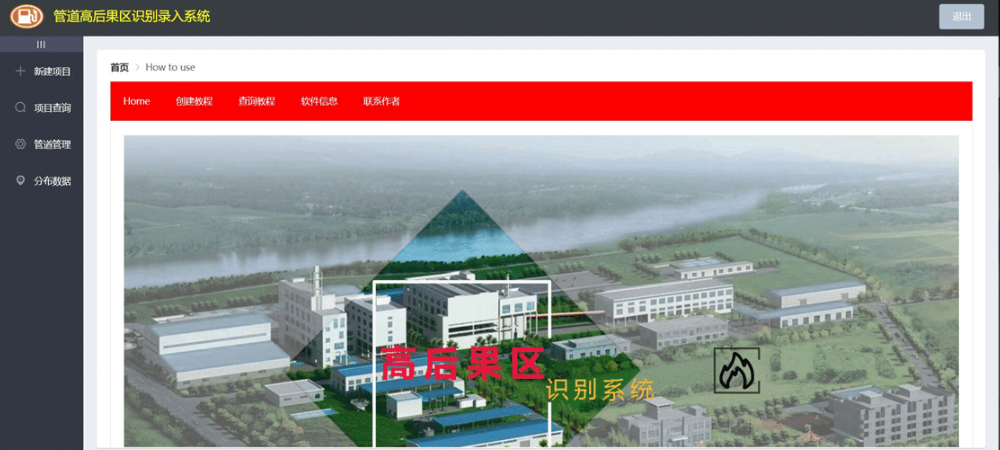 管道高后果区识别录入系统
退出
新建项目
项目查询
管道管理
分布数据
首页 > How to use
Home 创建教程 查询教程 软件信息 联系作者
高后果区
识别系统